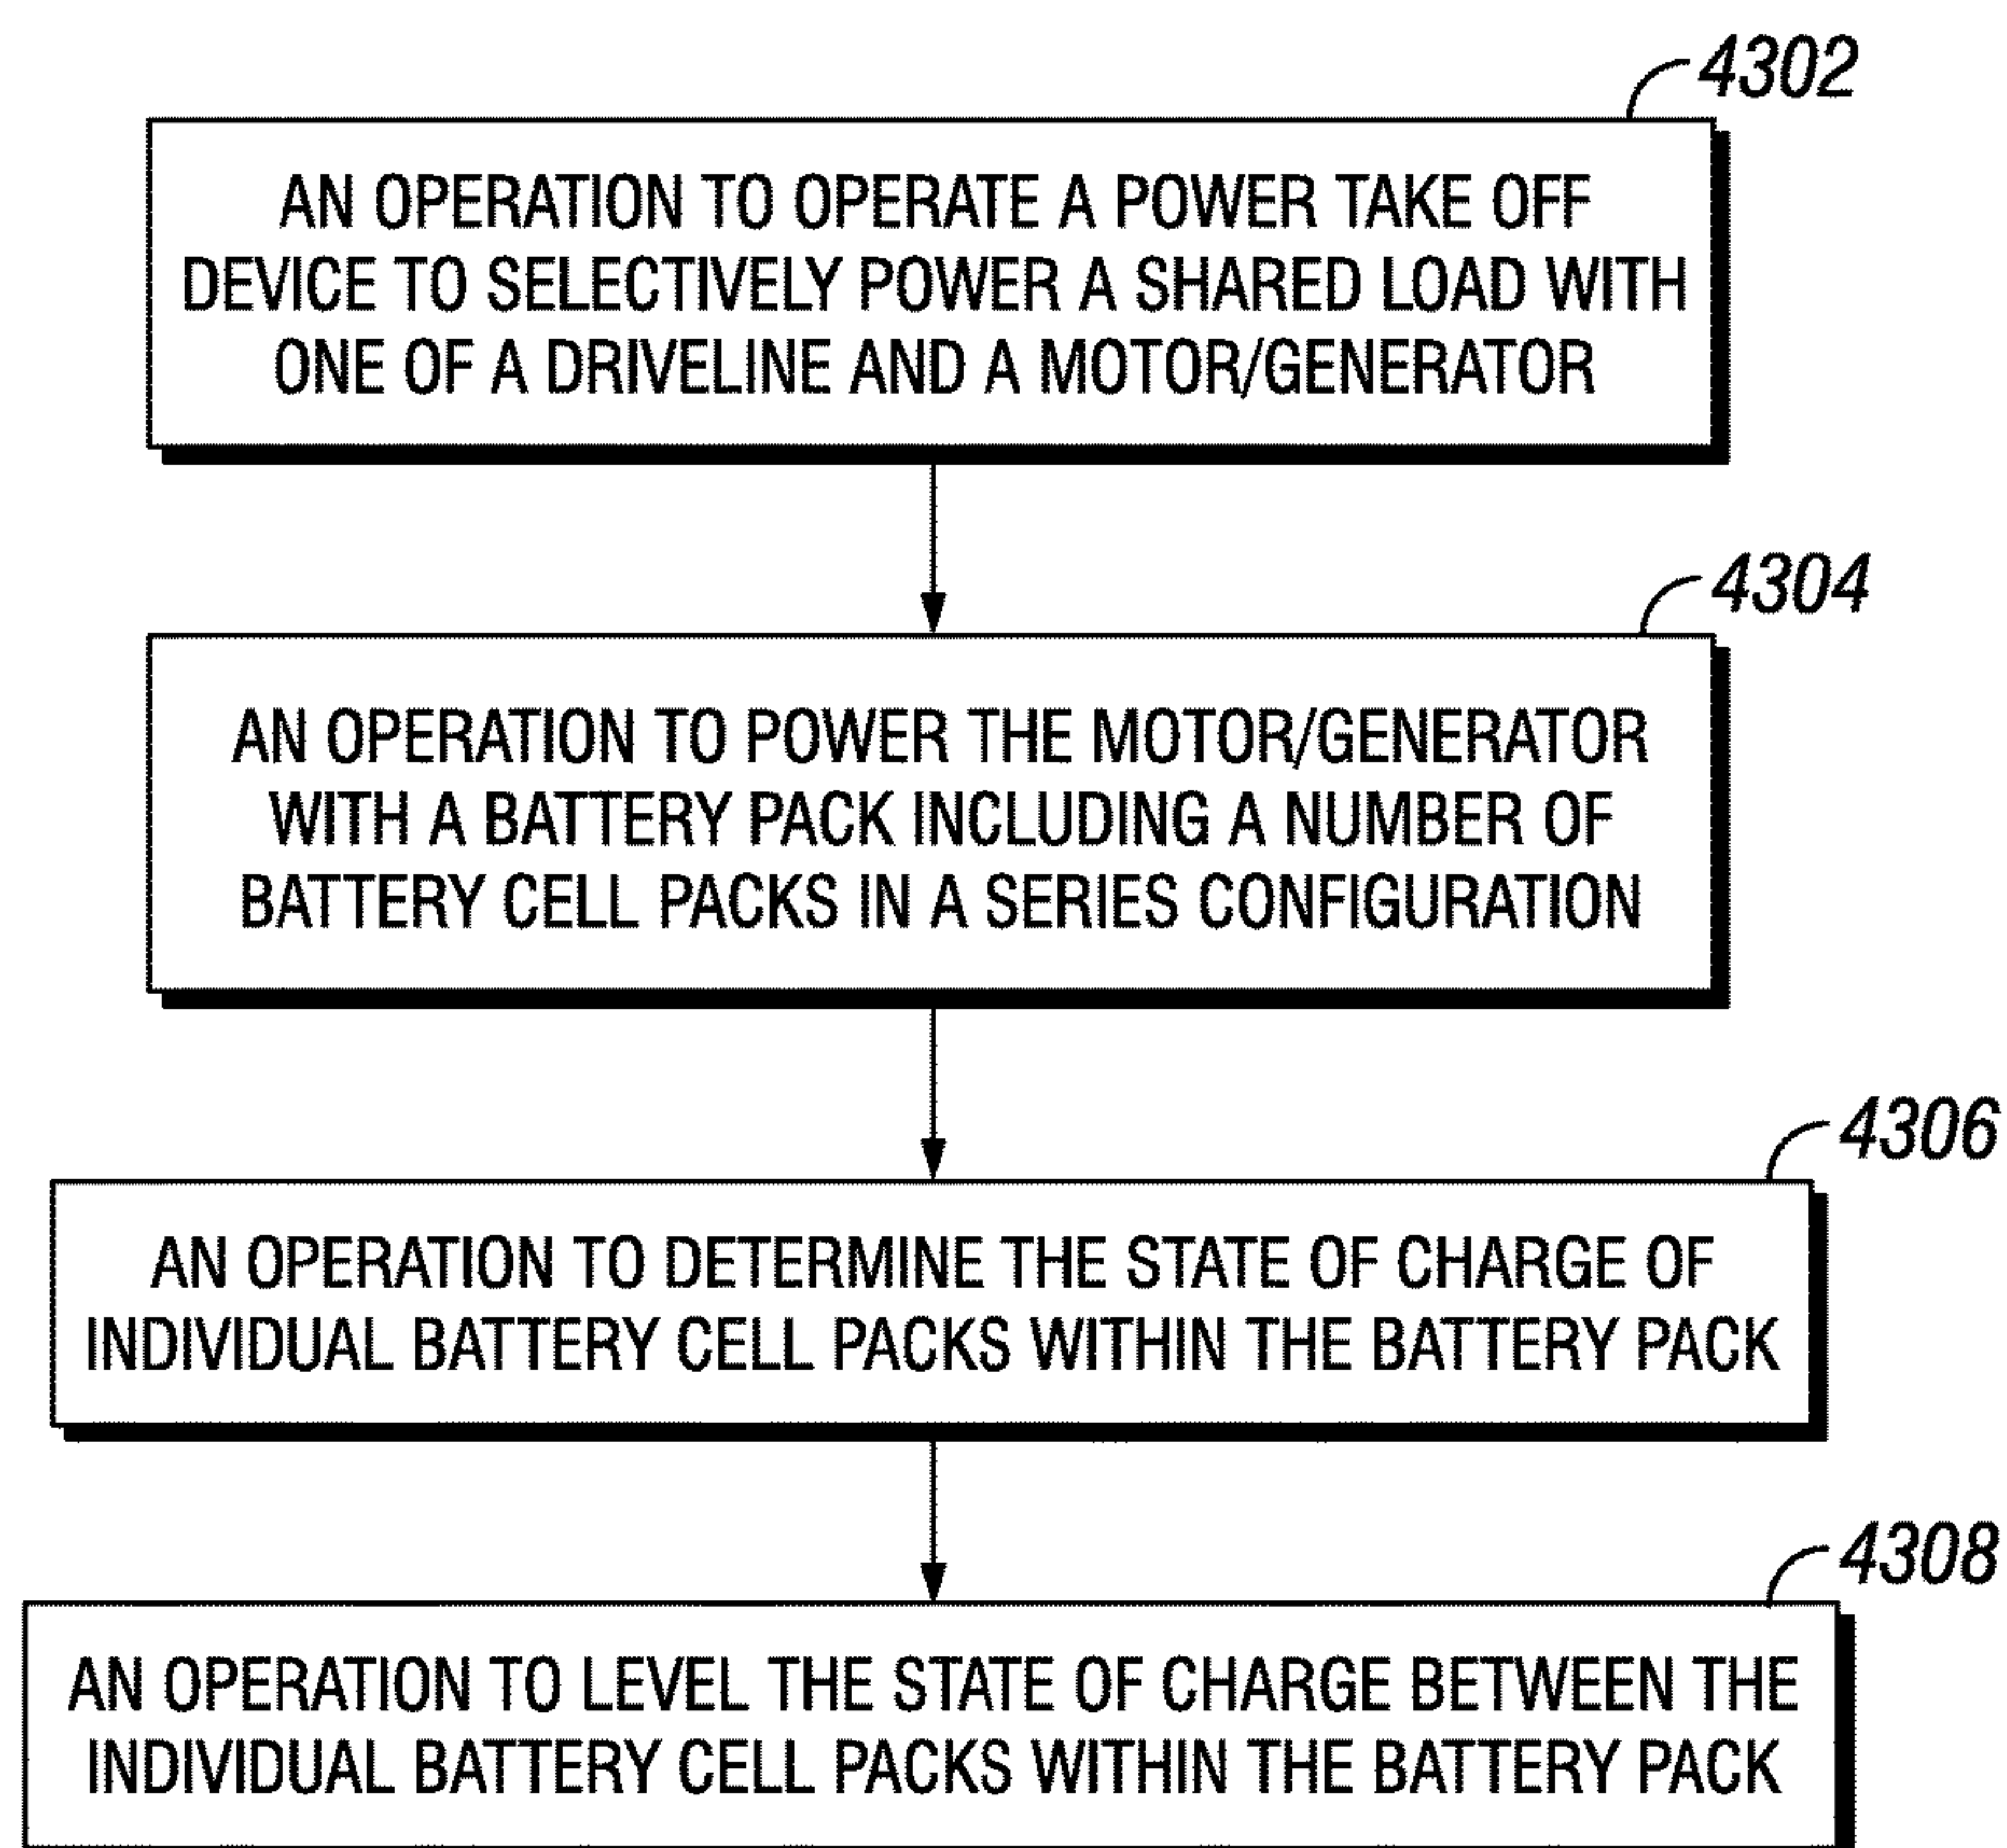 4302
AN OPERATION TO OPERATE A POWER TAKE OFF
DEVICE TO SELECTIVELY POWER A SHARED LOAD WITH
ONE OF A DRIVELINE AND A MOTOR/GENERATOR
4304
AN OPERATION TO POWER THE MOTOR/GENERATOR
WITH A BATTERY PACK INCLUDING A NUMBER OF
BATTERY CELL PACKS IN A SERIES CONFIGURATION
4306
AN OPERATION TO DETERMINE THE STATE OF CHARGE OF
INDIVIDUAL BATTERY CELL PACKS WITHIN THE BATTERY PACK
4308
AN OPERATION TO LEVEL THE STATE OF CHARGE BETWEEN THE
INDIVIDUAL BATTERY CELL PACKS WITHIN THE BATTERY PACK